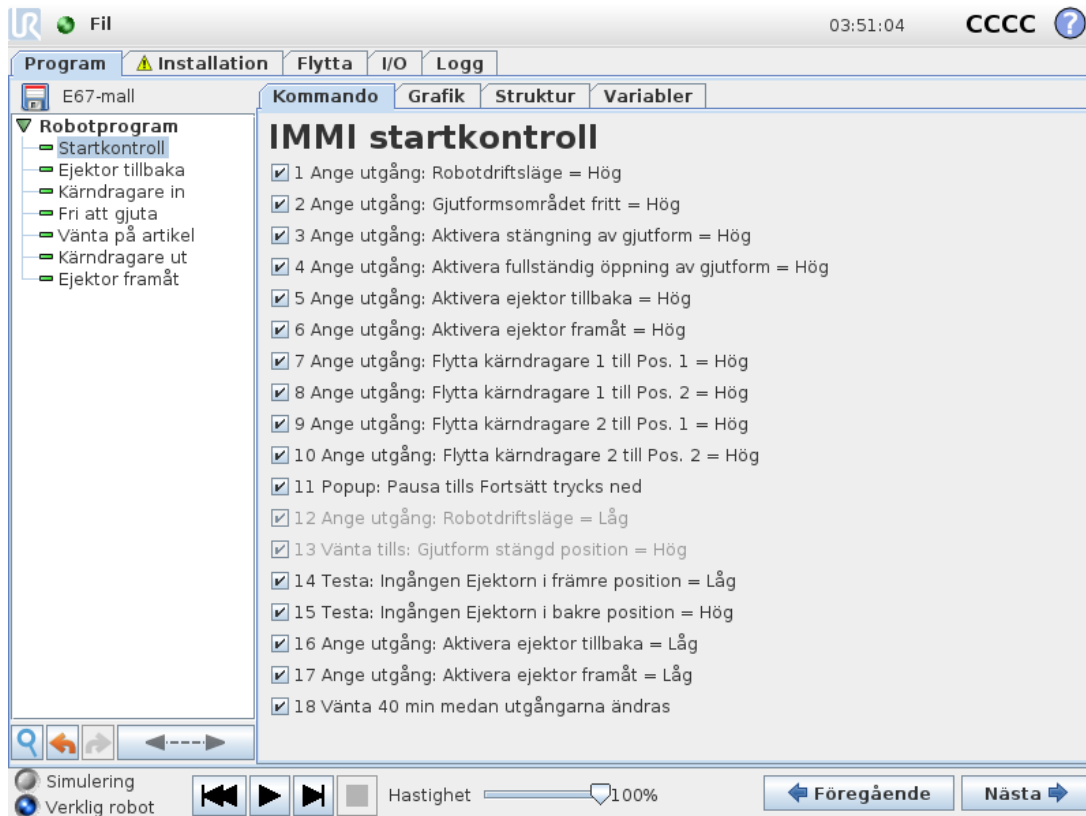 UR
Fil
03:51:04
CCCC
?
Program
Installation
Flytta
I/O
Logg
E67-mall
Kommando
Grafik
Struktur
Variabler
Robotprogram
Startkontroll
Ejektor tillbaka
Kärndragare in
Fri att gjuta
Vänta på artikel
Kärndragare ut
Ejektor framåt
IMMI startkontroll
1 Ange utgång: Robotdriftsläge = Hög
2 Ange utgång: Gjutformsområdet fritt = Hög
3 Ange utgång: Aktivera stängning av gjutform = Hög
4 Ange utgång: Aktivera fullständig öppning av gjutform = Hög
5 Ange utgång: Aktivera ejektor tillbaka = Hög
6 Ange utgång: Aktivera ejektor framåt = Hög
7 Ange utgång: Flytta kärndragare 1 till Pos. 1 = Hög
8 Ange utgång: Flytta kärndragare 1 till Pos. 2 = Hög
9 Ange utgång: Flytta kärndragare 2 till Pos. 1 = Hög
10 Ange utgång: Flytta kärndragare 2 till Pos. 2 = Hög
11 Popup: Pausa tills Fortsätt trycks ned
12 Ange utgång: Robotdriftsläge = Låg
13 Vänta tills: Gjutform stängd position = Hög
14 Testa: Ingången Ejektorn i främre position = Låg
15 Testa: Ingången Ejektorn i bakre position = Hög
16 Ange utgång: Aktivera ejektor tillbaka = Låg
17 Ange utgång: Aktivera ejektor framåt = Låg
18 Vänta 40 min medan utgångarna ändras
Simulering
Verklig robot
Hastighet
100%
Föregående
Nästa